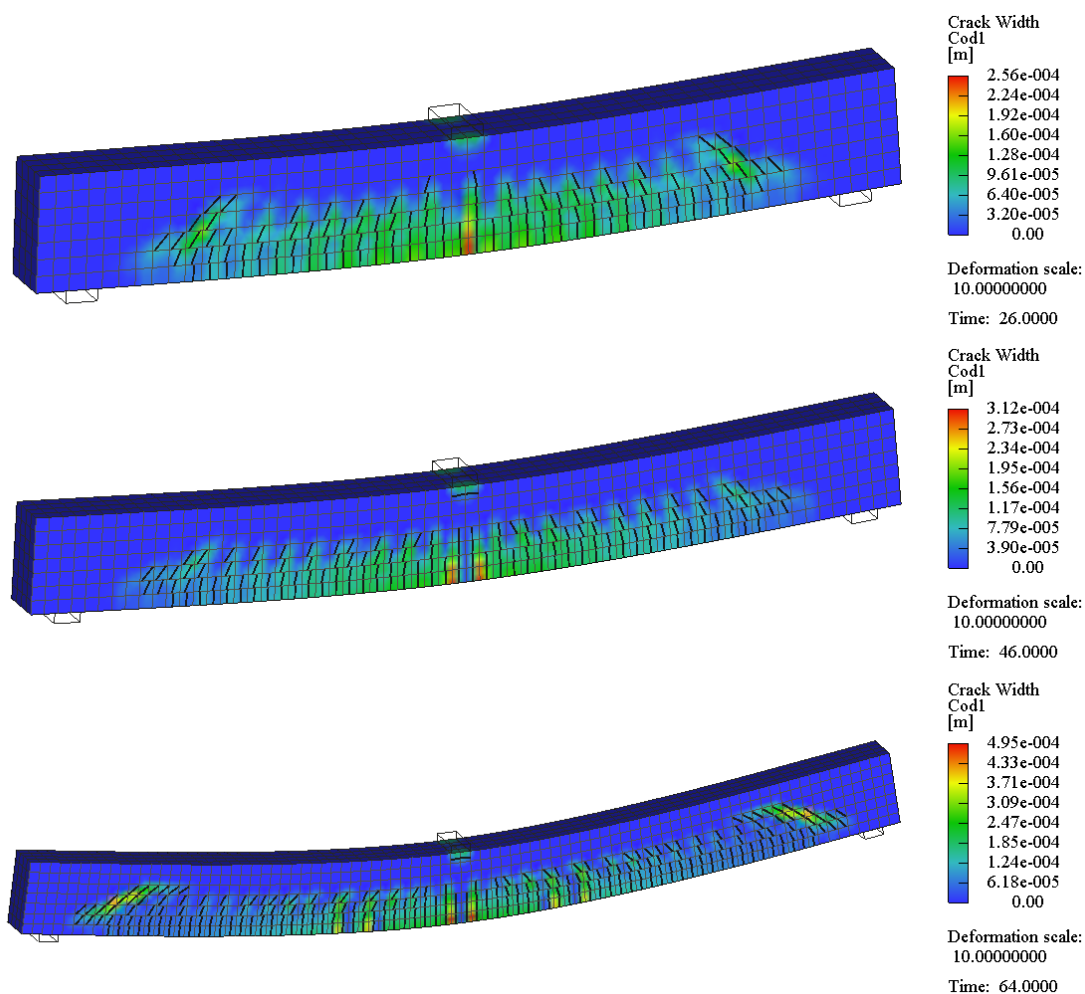 Crack Width
Cod1
[m]
2.56e-004
2.24e-004
1.92e-004
1.60e-004
1.28e-004
9.61e-005
6.40e-005
3.20e-005
0.00
Deformation scale:
10.00000000
Time: 26.0000
Crack Width
Cod1
[m]
3.12e-004
2.73e-004
2.34e-004
1.95e-004
1.56e-004
1.17e-004
7.79e-005
3.90e-005
0.00
Deformation scale:
10.00000000
Time: 46.0000
Crack Width
Cod1
[m]
4.95e-004
4.33e-004
3.71e-004
3.09e-004
2.47e-004
1.85e-004
1.24e-004
6.18e-005
0.00
Deformation scale:
10.00000000
Time: 64.0000